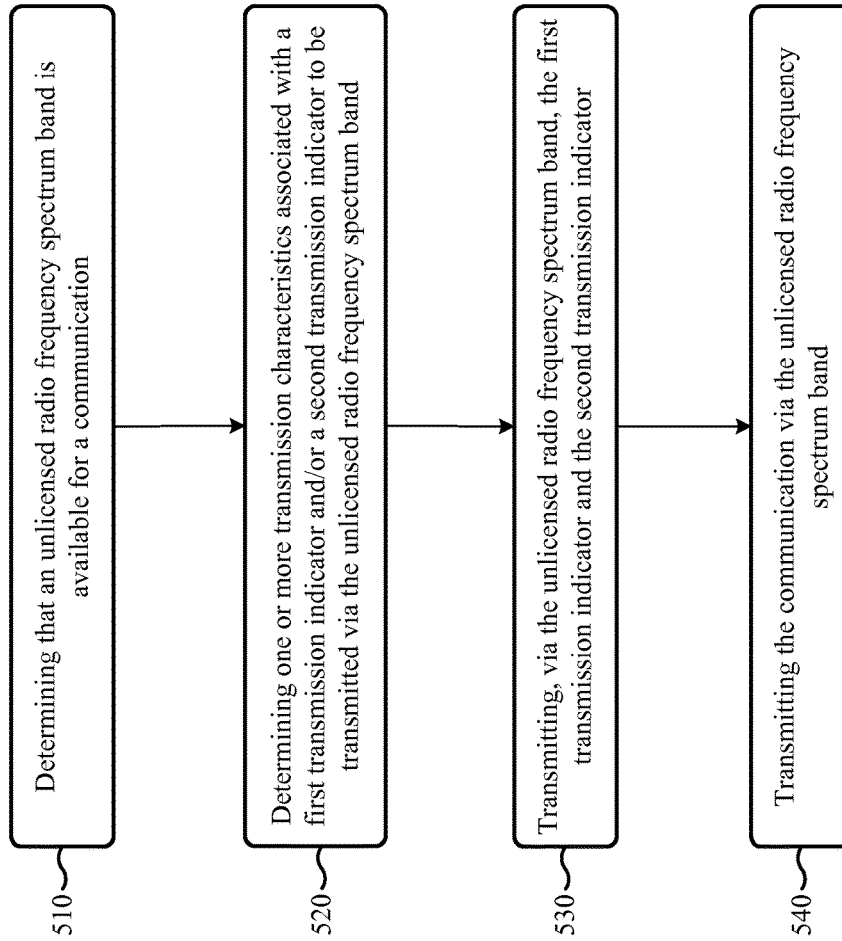 510
Determining that an unlicensed radio frequency spectrum band is
available for a communication
520
Determining one or more transmission characteristics associated with a
first transmission indicator and/or a second transmission indicator to be
transmitted via the unlicensed radio frequency spectrum band
530
Transmitting, via the unlicensed radio frequency spectrum band, the first
transmission indicator and the second transmission indicator
540
Transmitting the communication via the unlicensed radio frequency
spectrum band